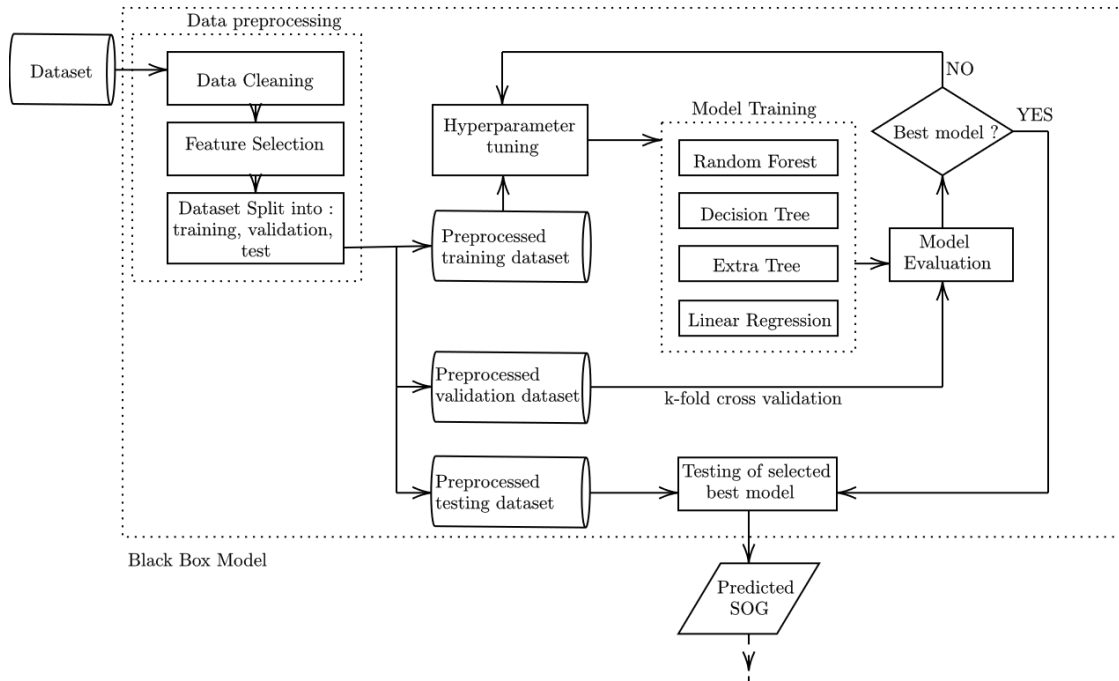 Data preprocessing
Dataset
Data Cleaning
Feature Selection
Dataset Split into :
training, validation,
test
Hyperparameter
tuning
Preprocessed
training dataset
Preprocessed
validation dataset
k-fold cross validation
Preprocessed
testing dataset
Model Training
Random Forest
Decision Tree
Extra Tree
Linear Regression
Model
Evaluation
Best model ?
NO
YES
Testing of selected
best model
Black Box Model
Predicted
SOG